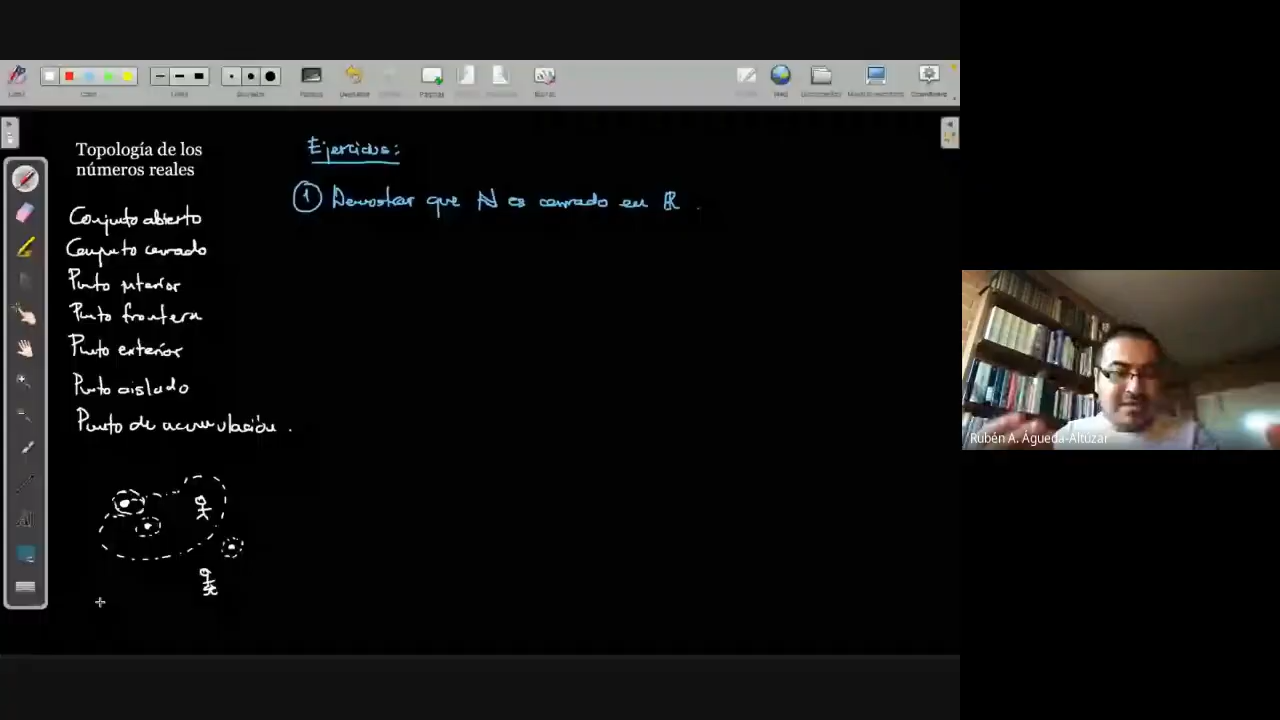 Topología de los
números reales
Conjunto abierto
Conjunto cerrado
Punto interior
Punto frontera
Punto exterior
Punto aislado
Punto de acumulación.
Ejercicios:
① Demostrar que ℕ es cerrado en ℝ.
Rubén A. Águeda-Altúzar